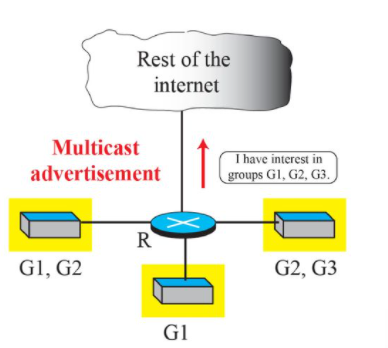 Rest of the
internet
Multicast
advertisement
I have interest in
groups G1, G2, G3.
R
G1, G2
G2, G3
G1